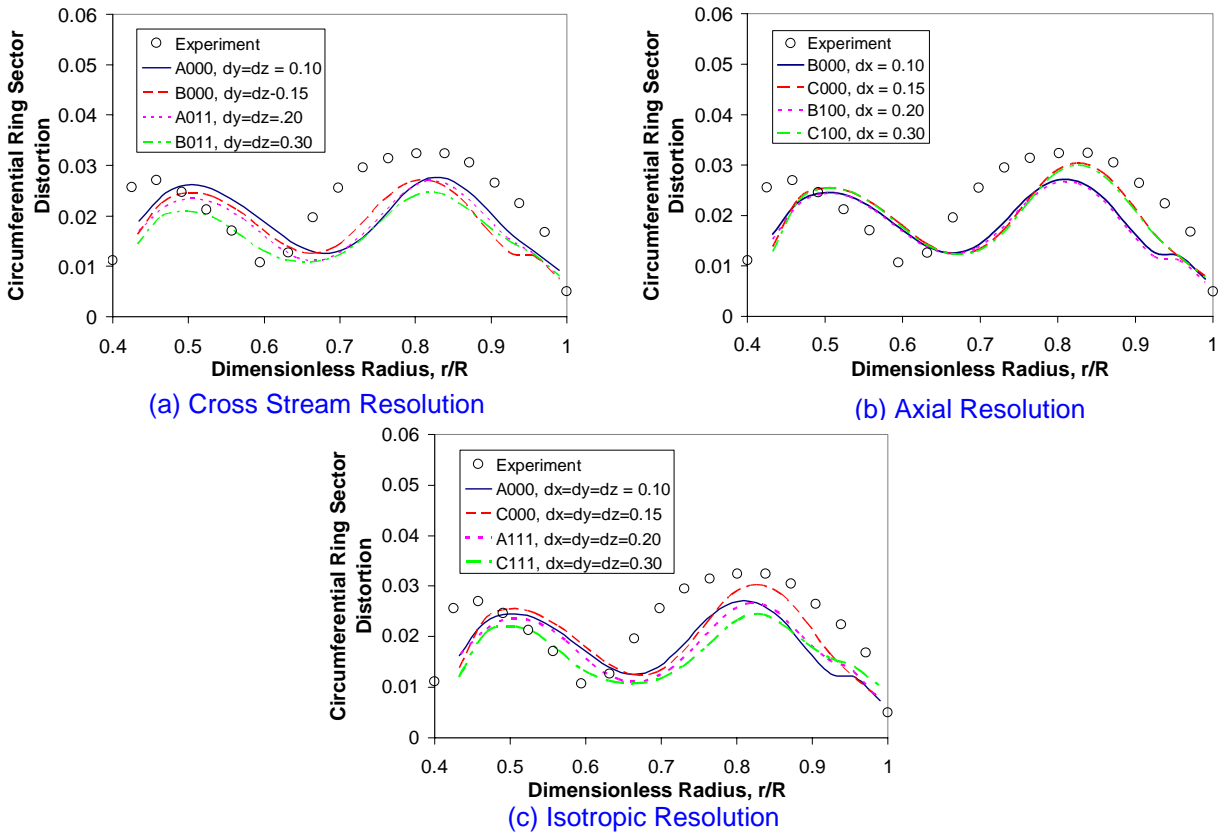 Circumferential Ring Sector
Distortion
0.06
0.05
0.04
0.03
0.02
0.01
0
Experiment
A000, dy=dz = 0.10
B000, dy=dz-0.15
A011, dy=dz=.20
B011, dy=dz=0.30
0.4 0.5 0.6 0.7 0.8 0.9 1
Dimensionless Radius, r/R
(a) Cross Stream Resolution
Circumferential Ring Sector
Distortion
0.06
0.05
0.04
0.03
0.02
0.01
0
Experiment
B000, dx = 0.10
C000, dx = 0.15
B100, dx = 0.20
C100, dx = 0.30
0.4 0.5 0.6 0.7 0.8 0.9 1
Dimensionless Radius, r/R
(b) Axial Resolution
Circumferential Ring Sector
Distortion
0.06
0.05
0.04
0.03
0.02
0.01
0
Experiment
A000, dx=dy=dz = 0.10
C000, dx=dy=dz=0.15
A111, dx=dy=dz=0.20
C111, dx=dy=dz=0.30
0.4 0.5 0.6 0.7 0.8 0.9 1
Dimensionless Radius, r/R
(c) Isotropic Resolution